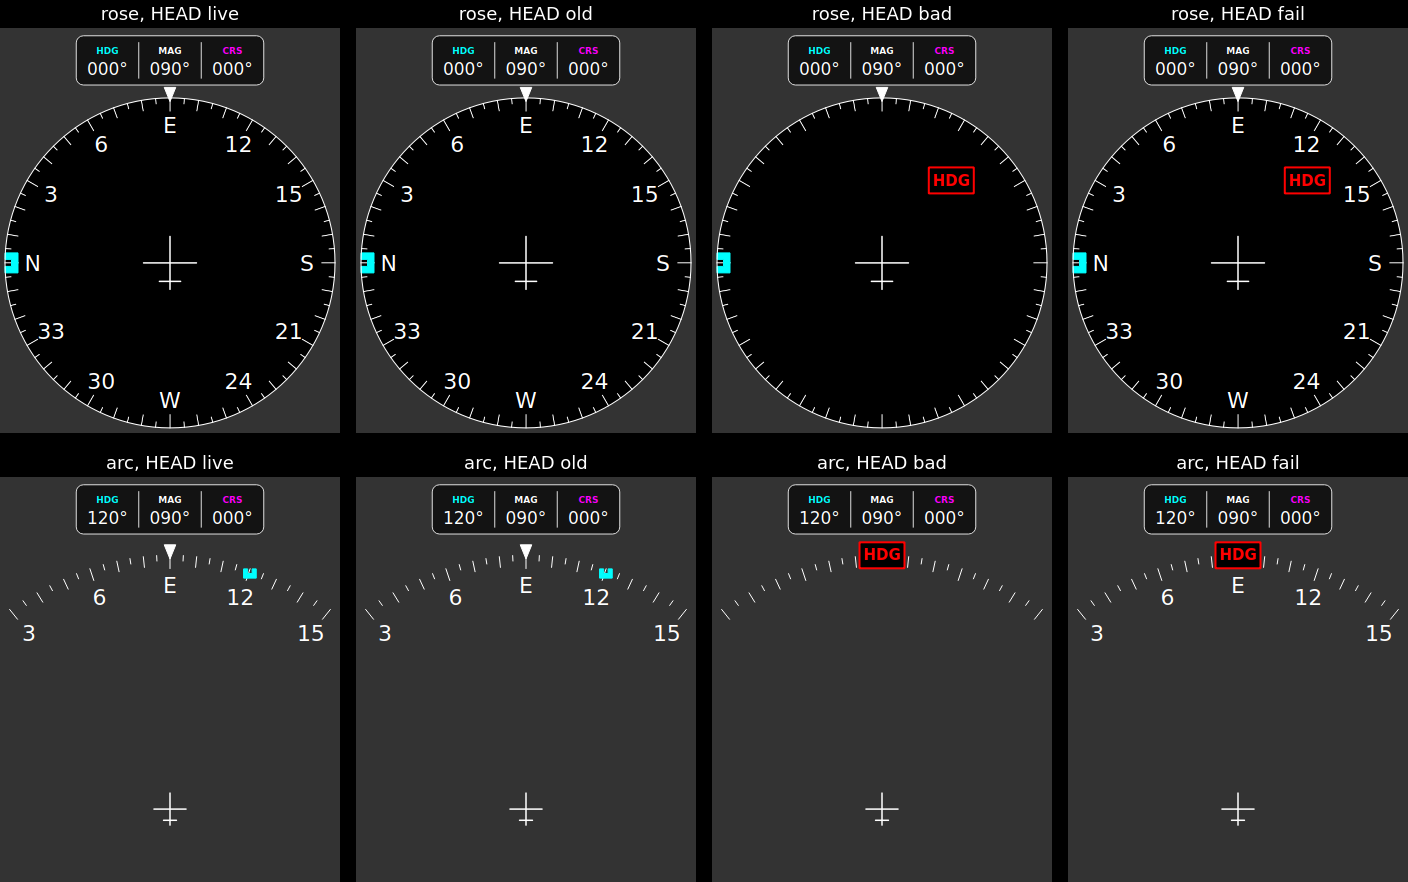 rose, HEAD live
HDG MAG CRS
000° 090° 000°
E
6 12
3 15
N S
33 21
30 24
W
rose, HEAD old
HDG MAG CRS
000° 090° 000°
E
6 12
3 15
N S
33 21
30 24
W
rose, HEAD bad
HDG MAG CRS
000° 090° 000°
HDG
rose, HEAD fail
HDG MAG CRS
000° 090° 000°
E
6 12
HDG
3 15
N S
33 21
30 24
W
arc, HEAD live
HDG MAG CRS
120° 090° 000°
E
6 12
3 15
arc, HEAD old
HDG MAG CRS
120° 090° 000°
E
6 12
3 15
arc, HEAD bad
HDG MAG CRS
120° 090° 000°
HDG
arc, HEAD fail
HDG MAG CRS
120° 090° 000°
HDG
E
6 12
3 15